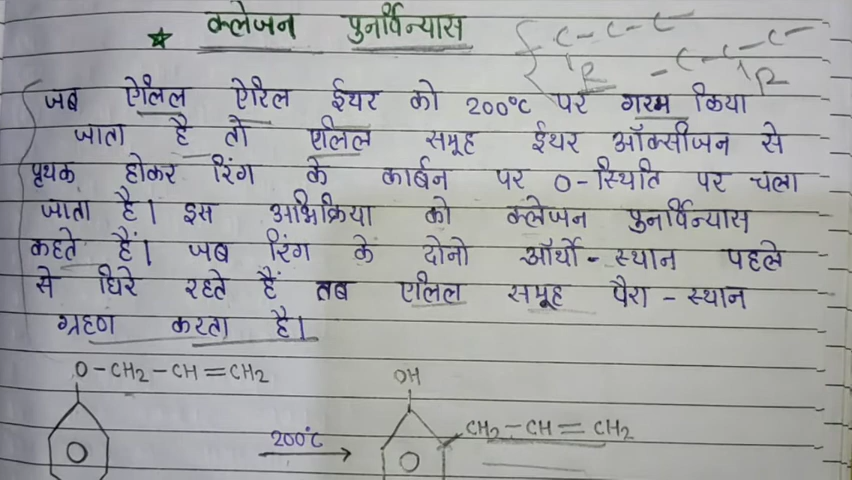 क्लेजन पुनर्विन्यास
C-C-C
R
-C-C-C-
R
जब ऐलिल ऐरिल ईथर को 200°C पर गरम किया
जाता है तो एलिल समूह ईथर ऑक्सीजन से
पृथक होकर रिंग के कार्बन पर O-स्थिति पर चला
जाता है। इस अभिक्रिया को क्लेजन पुनर्विन्यास
कहते हैं। जब रिंग के दोनो ऑर्थो-स्थान पहले
से घिरे रहते हैं तब एलिल समूह पैरा-स्थान
ग्रहण करता है।
O-CH2-CH=CH2
OH
200°C
CH2-CH=CH2